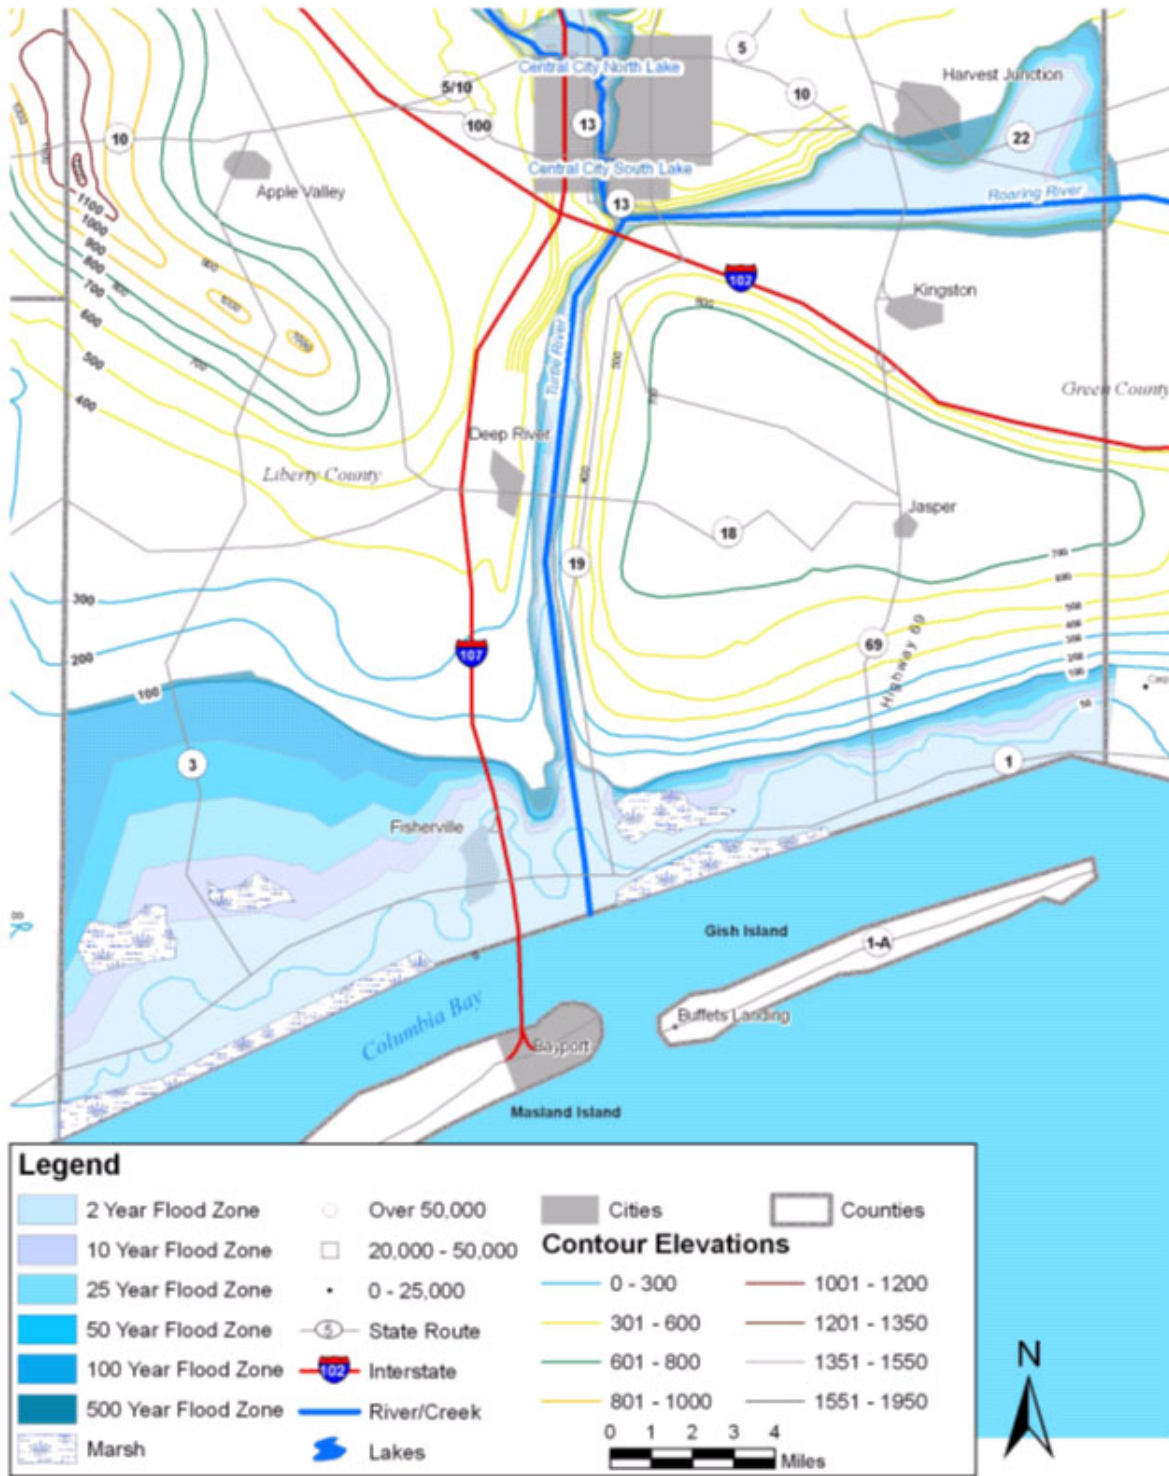 Central City North Lake
5
Harvest Junction
5/10
10
100
13
22
10
Apple Valley
Central City South Lake
13
Roaring River
1100
1000
900
800
700
600
500
400
102
Kingston
Turtle River
Green County
Deep River
Liberty County
Jasper
18
19
700
300
200
100
107
69
Highway 69
50
3
1
Fisherville
Gish Island
1-A
Columbia Bay
Buffets Landing
Bayport
Masland Island
Legend
2 Year Flood Zone
10 Year Flood Zone
25 Year Flood Zone
50 Year Flood Zone
100 Year Flood Zone
500 Year Flood Zone
Marsh
Over 50,000
20,000 - 50,000
0 - 25,000
5 State Route
102 Interstate
River/Creek
Lakes
Cities
Counties
Contour Elevations
0 - 300
301 - 600
601 - 800
801 - 1000
1001 - 1200
1201 - 1350
1351 - 1550
1551 - 1950
0 1 2 3 4
Miles
N